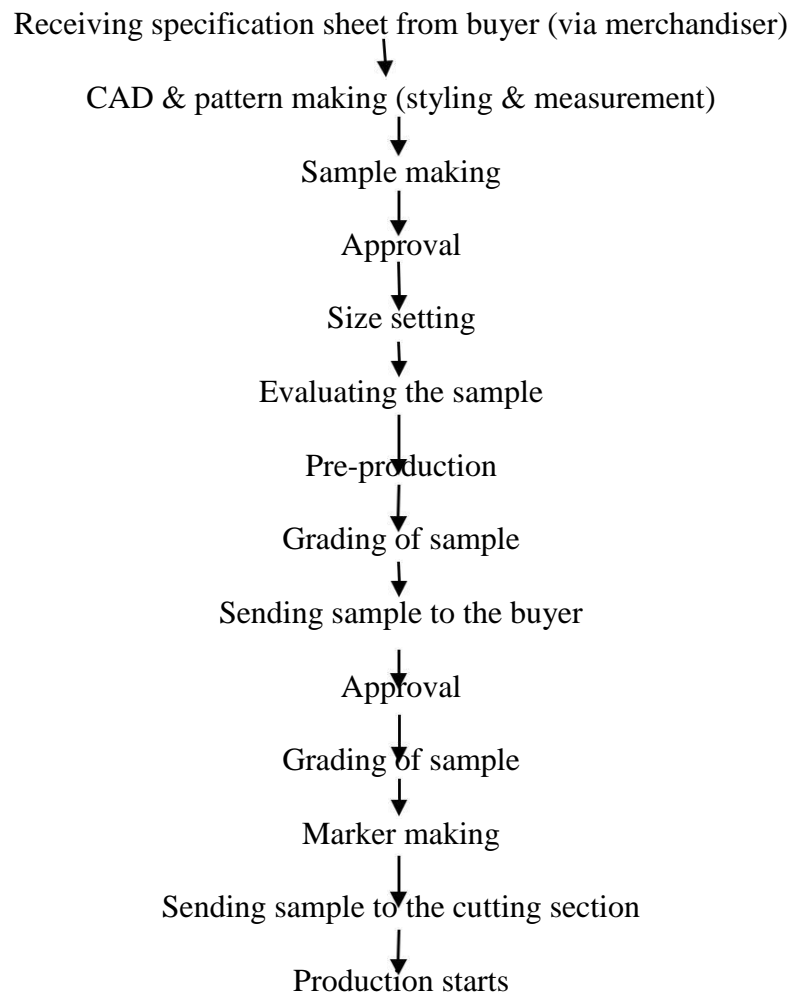 Receiving specification sheet from buyer (via merchandiser)
CAD & pattern making (styling & measurement)
Sample making
Approval
Size setting
Evaluating the sample
Pre-production
Grading of sample
Sending sample to the buyer
Approval
Grading of sample
Marker making
Sending sample to the cutting section
Production starts